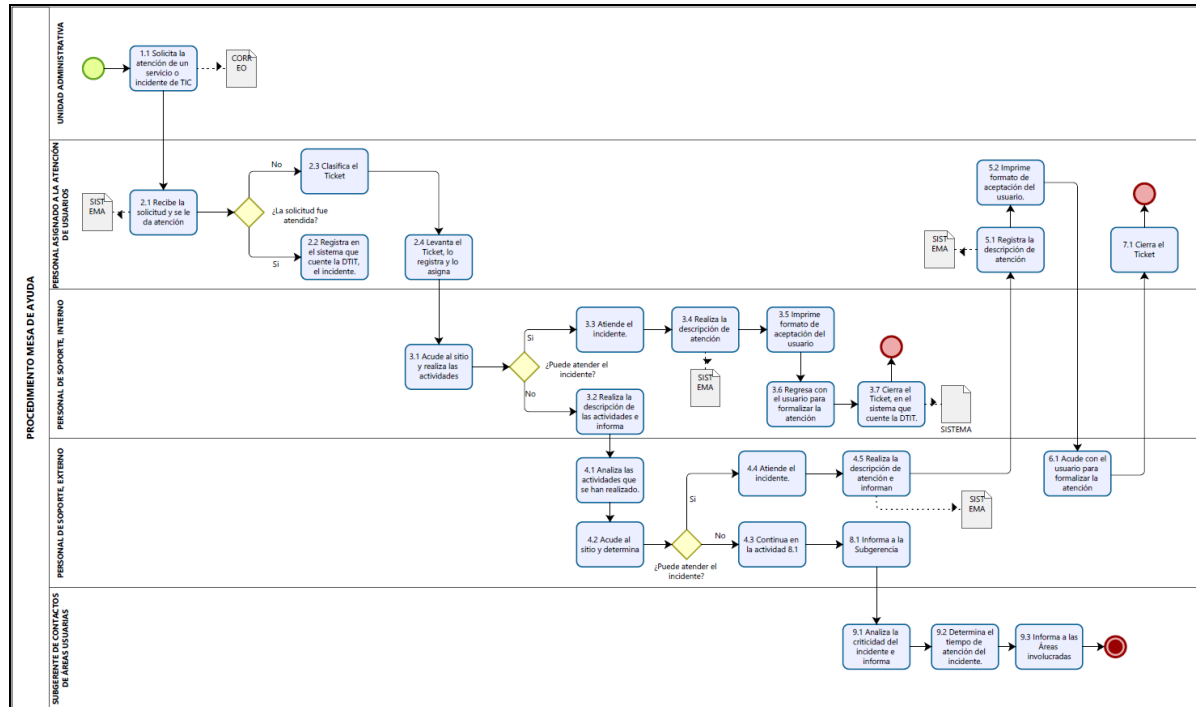 PROCEDIMIENTO MESA DE AYUDA
UNIDAD ADMINISTRATIVA
1.1 Solicita la
atención de un
servicio o
incidente de TIC
CORR
EO
PERSONAL ASIGNADO A LA ATENCIÓN
DE USUARIOS
SIST
EMA
2.1 Recibe la
solicitud y se le
da atención
¿La solicitud fue
atendida?
No
2.3 Clasifica el
Ticket
Si
2.2 Registra en
el sistema que
cuente la DTIT,
el incidente.
2.4 Levanta el
Ticket, lo
registra y lo
asigna
5.2 Imprime
formato de
aceptación del
usuario.
SIST
EMA
5.1 Registra la
descripción de
atención
7.1 Cierra el
Ticket
PERSONAL DE SOPORTE, INTERNO
3.1 Acude al sitio
y realiza las
actividades
¿Puede atender el
incidente?
Si
3.3 Atiende el
incidente.
3.4 Realiza la
descripción de
atención
SIST
EMA
3.5 Imprime
formato de
aceptación del
usuario
3.6 Regresa con
el usuario para
formalizar la
atención
3.7 Cierra el
Ticket, en el
sistema que
cuente la DTIT.
SISTEMA
No
3.2 Realiza la
descripción de
las actividades e
informa
PERSONAL DE SOPORTE, EXTERNO
4.1 Analiza las
actividades que
se han realizado.
4.2 Acude al
sitio y determina
¿Puede atender el
incidente?
Si
4.4 Atiende el
incidente.
4.5 Realiza la
descripción de
atención e
informan
SIST
EMA
No
4.3 Continua en
la actividad 8.1
8.1 Informa a la
Subgerencia
6.1 Acude con el
usuario para
formalizar la
atención
SUBGERENTE DE CONTACTOS
DE ÁREAS USUARIAS
9.1 Analiza la
criticidad del
incidente e
informa
9.2 Determina el
tiempo de
atención del
incidente.
9.3 Informa a las
Áreas
involucradas